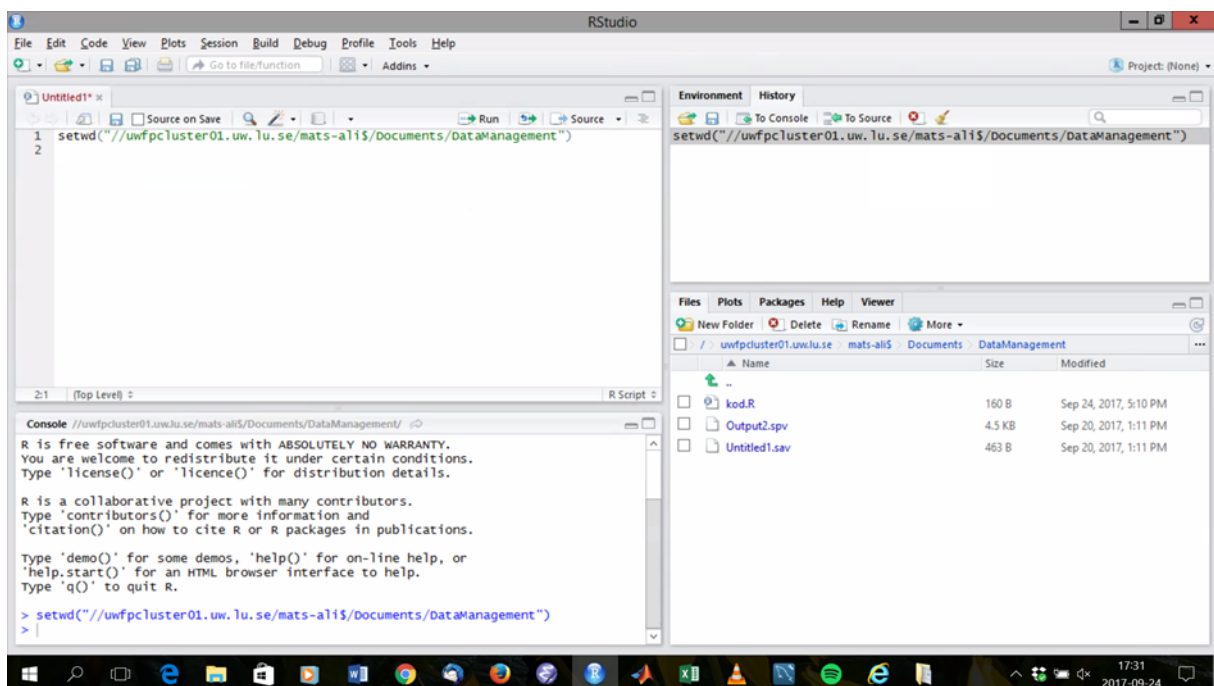 RStudio
File Edit Code View Plots Session Build Debug Profile Tools Help
Go to file/function Addins Project: (None)
Untitled1*
Source on Save Run Source
1 setwd("//uwfpcluster01.uw.lu.se/mats-ali$/Documents/DataManagement")
2
2:1 (Top Level) R Script
Console //uwfpcluster01.uw.lu.se/mats-ali$/Documents/DataManagement/
R is free software and comes with ABSOLUTELY NO WARRANTY.
You are welcome to redistribute it under certain conditions.
Type 'license()' or 'licence()' for distribution details.
R is a collaborative project with many contributors.
Type 'contributors()' for more information and
'citation()' on how to cite R or R packages in publications.
Type 'demo()' for some demos, 'help()' for on-line help, or
'help.start()' for an HTML browser interface to help.
Type 'q()' to quit R.
> setwd("//uwfpcluster01.uw.lu.se/mats-ali$/Documents/DataManagement")
>
Environment History
To Console To Source
setwd("//uwfpcluster01.uw.lu.se/mats-ali$/Documents/DataManagement")
Files Plots Packages Help Viewer
New Folder Delete Rename More
/ uwfpcluster01.uw.lu.se mats-ali$ Documents DataManagement ...
Name Size Modified
..
kod.R 160 B Sep 24, 2017, 5:10 PM
Output2.spv 4.5 KB Sep 20, 2017, 1:11 PM
Untitled1.sav 463 B Sep 20, 2017, 1:11 PM
17:31
2017-09-24